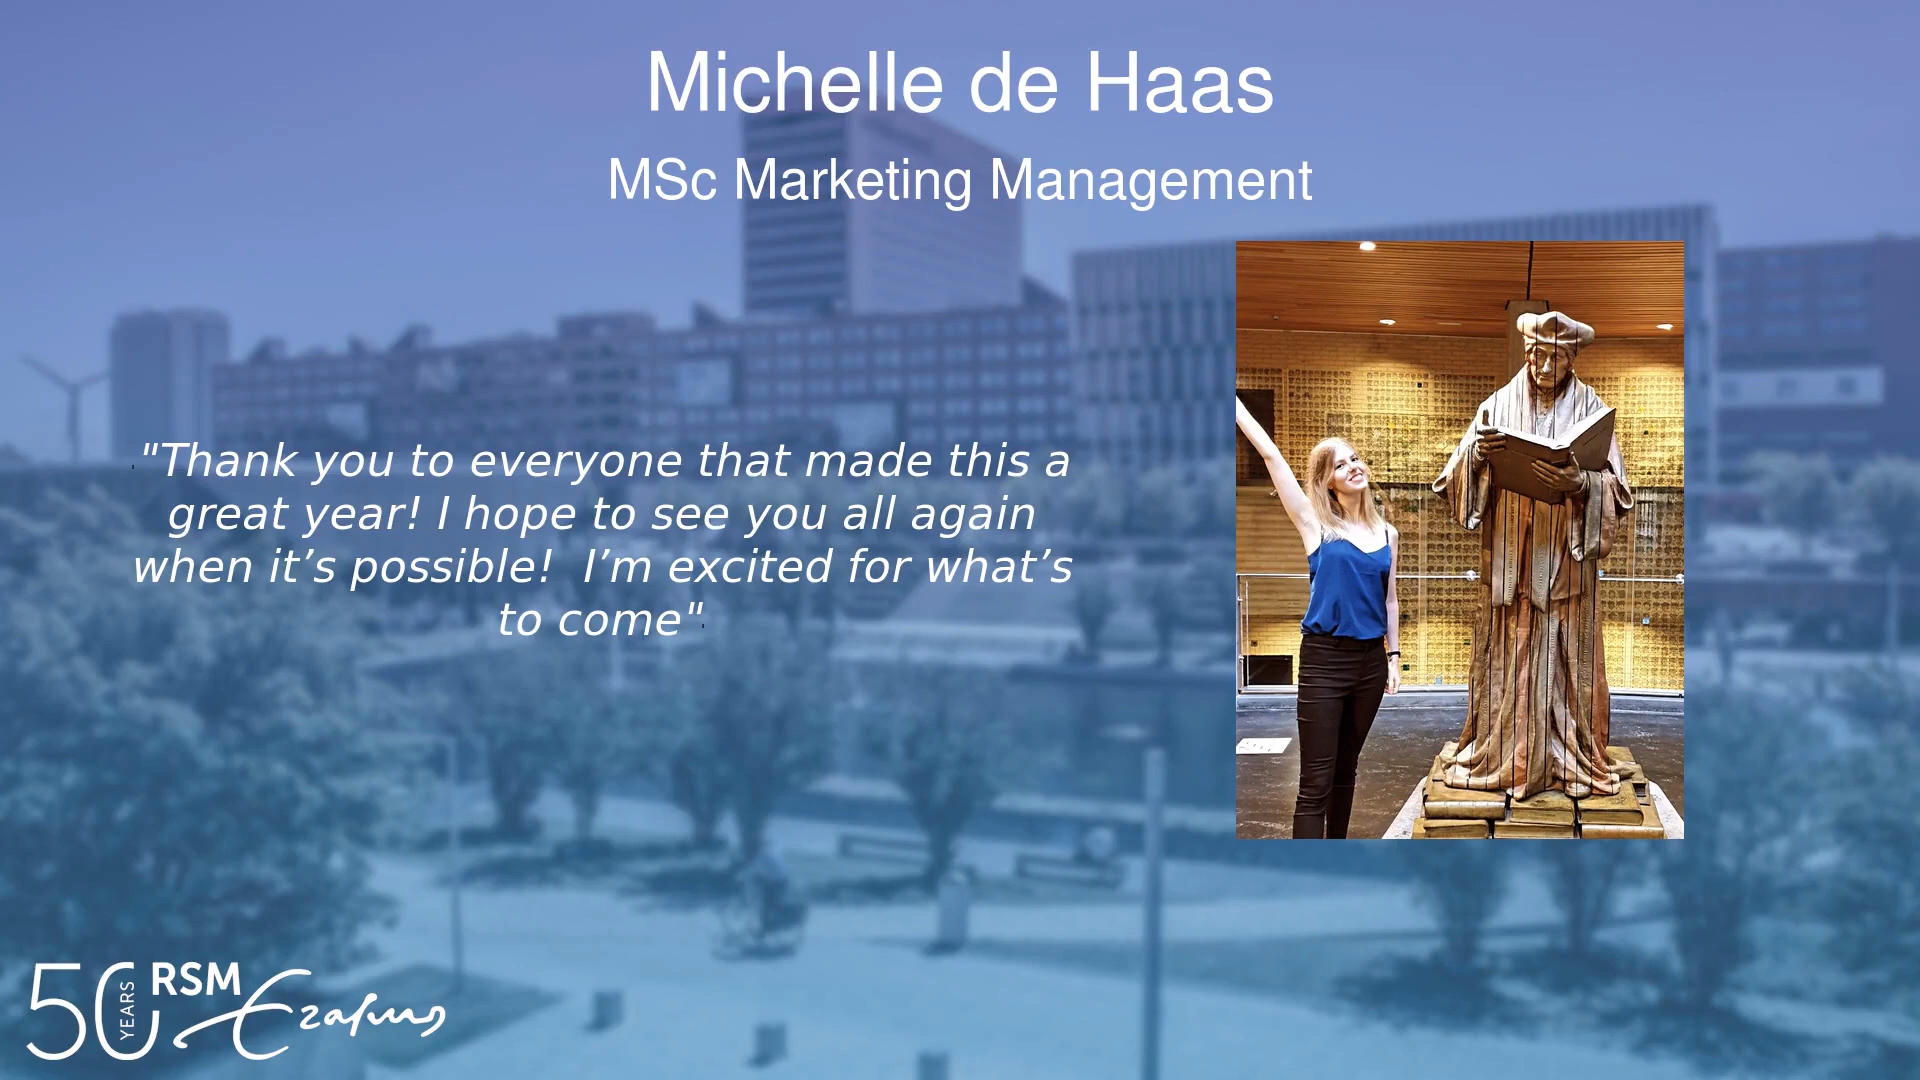 Michelle de Haas
MSc Marketing Management
"Thank you to everyone that made this a
great year! I hope to see you all again
when it’s possible!  I’m excited for what’s
to come"
50 YEARS RSM Erasmus